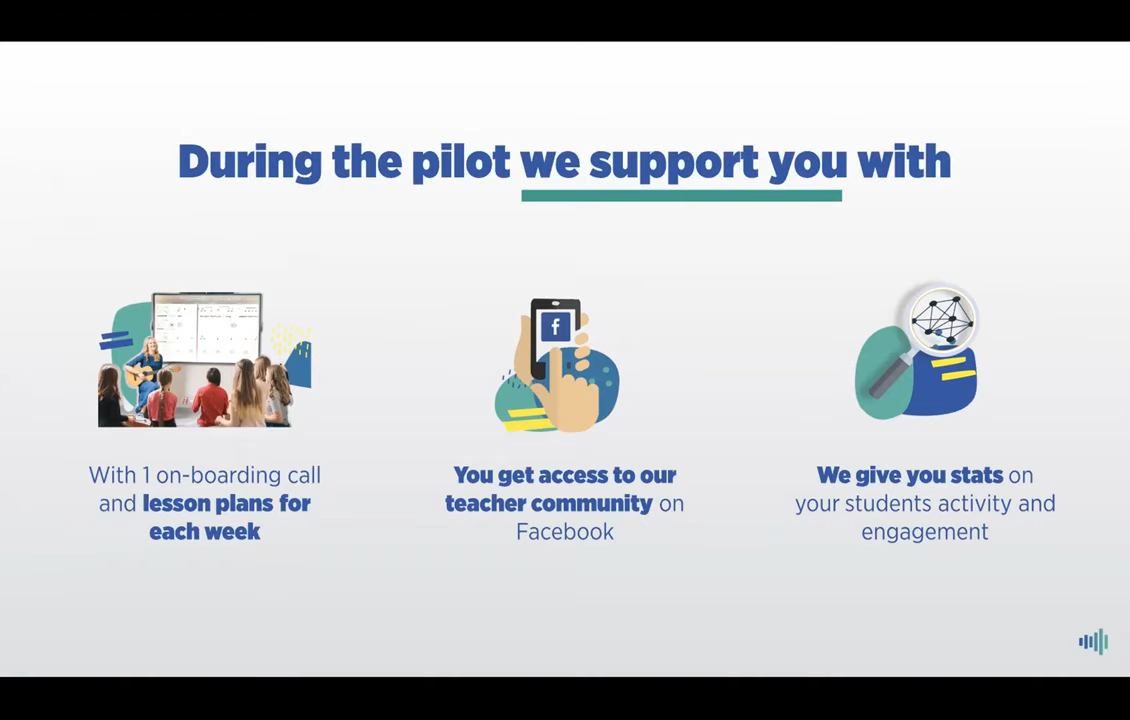 During the pilot we support you with
With 1 on-boarding call
and lesson plans for
each week
You get access to our
teacher community on
Facebook
We give you stats on
your students activity and
engagement